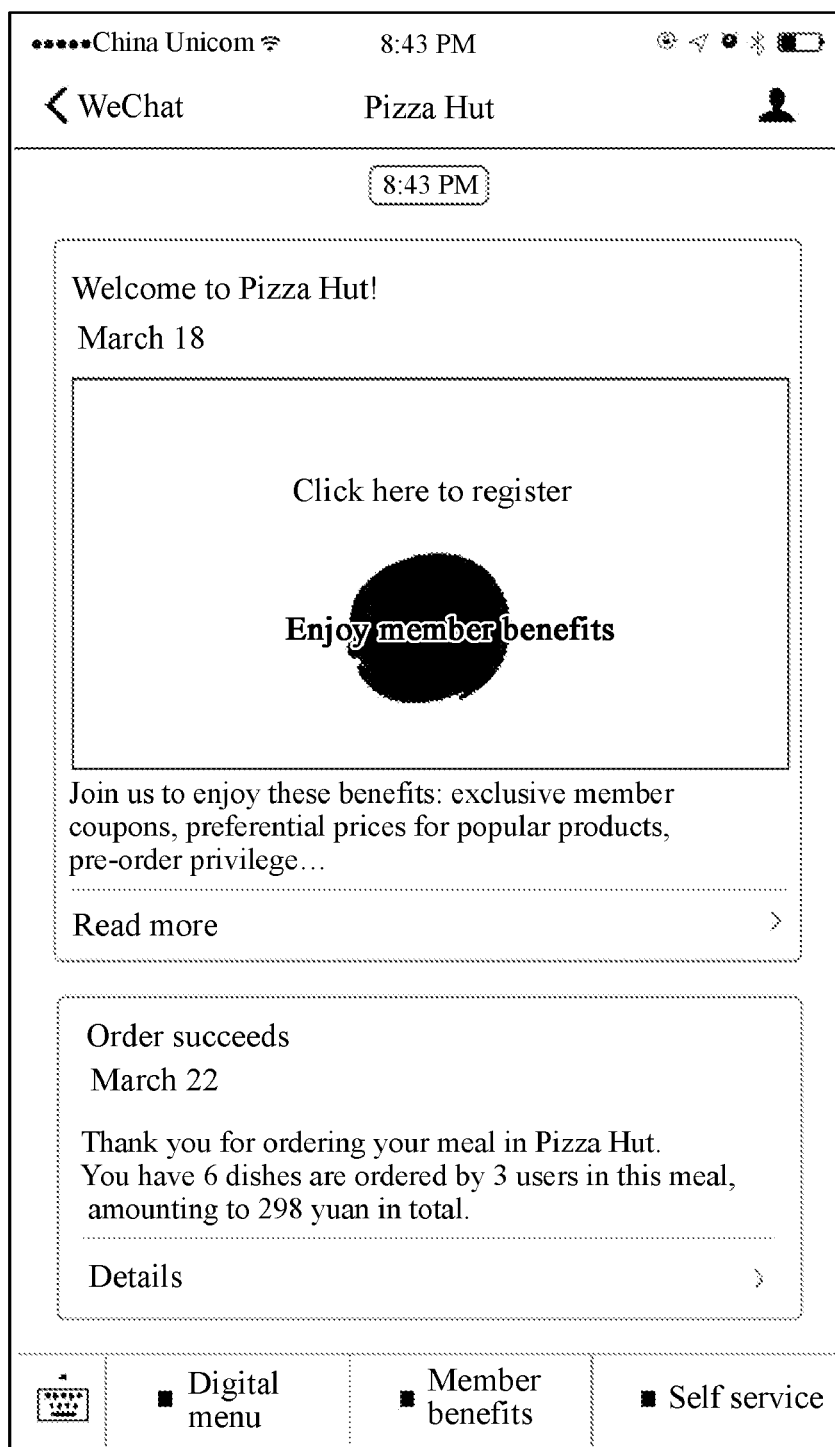 China Unicom 8:43 PM
WeChat Pizza Hut
8:43 PM
Welcome to Pizza Hut!
March 18
Click here to register
Enjoy member benefits
Join us to enjoy these benefits: exclusive member
coupons, preferential prices for popular products,
pre-order privilege...
Read more
Order succeeds
March 22
Thank you for ordering your meal in Pizza Hut.
You have 6 dishes are ordered by 3 users in this meal,
amounting to 298 yuan in total.
Details
Digital
menu
Member
benefits
Self service